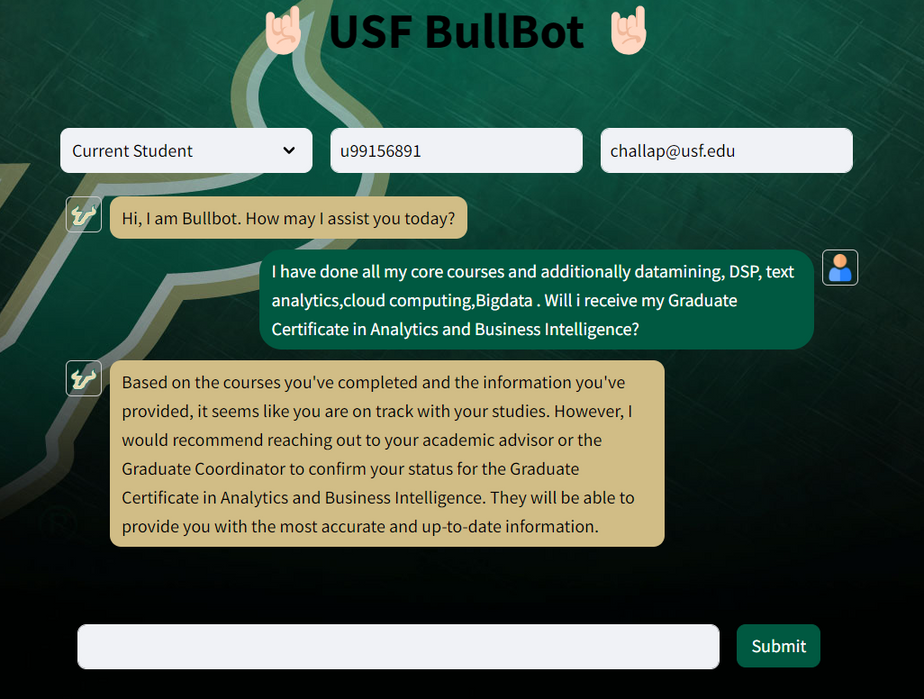 USF BullBot
Current Student
u99156891
challap@usf.edu
Hi, I am Bullbot. How may I assist you today?
I have done all my core courses and additionally datamining, DSP, text
analytics,cloud computing,Bigdata . Will i receive my Graduate
Certificate in Analytics and Business Intelligence?
Based on the courses you've completed and the information you've
provided, it seems like you are on track with your studies. However, I
would recommend reaching out to your academic advisor or the
Graduate Coordinator to confirm your status for the Graduate
Certificate in Analytics and Business Intelligence. They will be able to
provide you with the most accurate and up-to-date information.
Submit